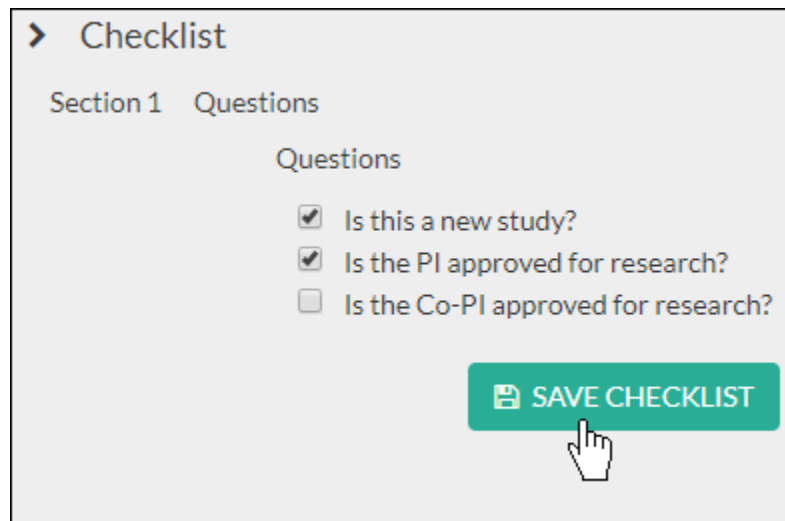 Checklist
Section 1 Questions
Questions
Is this a new study?
Is the PI approved for research?
Is the Co-PI approved for research?
SAVE CHECKLIST